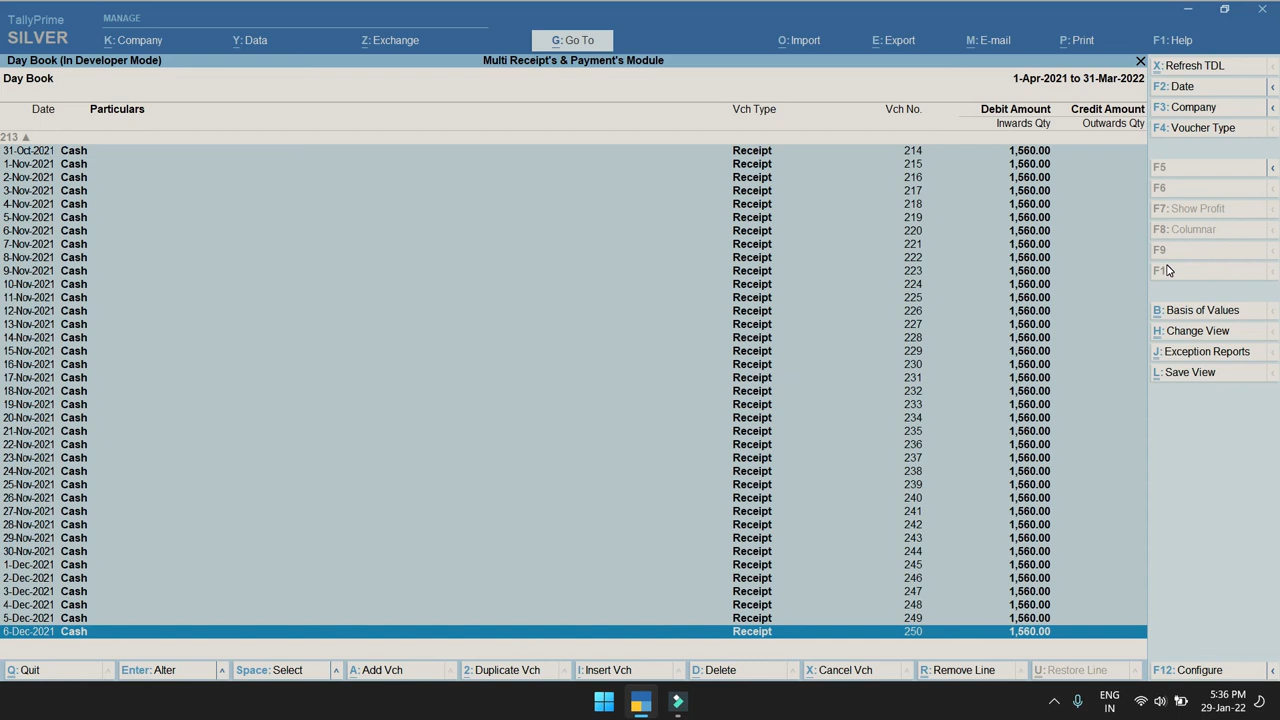 TallyPrime
SILVER
MANAGE
K: Company Y: Data Z: Exchange G: Go To O: Import E: Export M: E-mail P: Print F1: Help
Day Book (In Developer Mode) Multi Receipt's & Payment's Module
Day Book 1-Apr-2021 to 31-Mar-2022
Date Particulars Vch Type Vch No. Debit Amount Credit Amount
Inwards Qty Outwards Qty
213
31-Oct-2021 Cash Receipt 214 1,560.00
1-Nov-2021 Cash Receipt 215 1,560.00
2-Nov-2021 Cash Receipt 216 1,560.00
3-Nov-2021 Cash Receipt 217 1,560.00
4-Nov-2021 Cash Receipt 218 1,560.00
5-Nov-2021 Cash Receipt 219 1,560.00
6-Nov-2021 Cash Receipt 220 1,560.00
7-Nov-2021 Cash Receipt 221 1,560.00
8-Nov-2021 Cash Receipt 222 1,560.00
9-Nov-2021 Cash Receipt 223 1,560.00
10-Nov-2021 Cash Receipt 224 1,560.00
11-Nov-2021 Cash Receipt 225 1,560.00
12-Nov-2021 Cash Receipt 226 1,560.00
13-Nov-2021 Cash Receipt 227 1,560.00
14-Nov-2021 Cash Receipt 228 1,560.00
15-Nov-2021 Cash Receipt 229 1,560.00
16-Nov-2021 Cash Receipt 230 1,560.00
17-Nov-2021 Cash Receipt 231 1,560.00
18-Nov-2021 Cash Receipt 232 1,560.00
19-Nov-2021 Cash Receipt 233 1,560.00
20-Nov-2021 Cash Receipt 234 1,560.00
21-Nov-2021 Cash Receipt 235 1,560.00
22-Nov-2021 Cash Receipt 236 1,560.00
23-Nov-2021 Cash Receipt 237 1,560.00
24-Nov-2021 Cash Receipt 238 1,560.00
25-Nov-2021 Cash Receipt 239 1,560.00
26-Nov-2021 Cash Receipt 240 1,560.00
27-Nov-2021 Cash Receipt 241 1,560.00
28-Nov-2021 Cash Receipt 242 1,560.00
29-Nov-2021 Cash Receipt 243 1,560.00
30-Nov-2021 Cash Receipt 244 1,560.00
1-Dec-2021 Cash Receipt 245 1,560.00
2-Dec-2021 Cash Receipt 246 1,560.00
3-Dec-2021 Cash Receipt 247 1,560.00
4-Dec-2021 Cash Receipt 248 1,560.00
5-Dec-2021 Cash Receipt 249 1,560.00
6-Dec-2021 Cash Receipt 250 1,560.00
X: Refresh TDL
F2: Date
F3: Company
F4: Voucher Type
F5
F6
F7: Show Profit
F8: Columnar
F9
B: Basis of Values
H: Change View
J: Exception Reports
L: Save View
Q: Quit Enter: Alter Space: Select A: Add Vch 2: Duplicate Vch I: Insert Vch D: Delete X: Cancel Vch R: Remove Line U: Restore Line F12: Configure
ENG
IN
5:36 PM
29-Jan-22